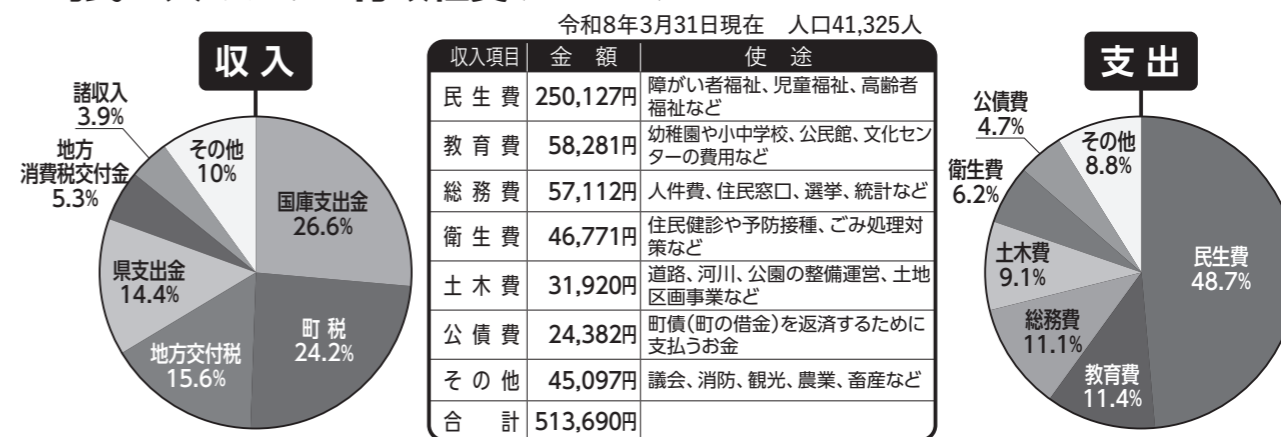 令和8年3月31日現在 人口41,325人
収入
諸収入
3.9%
地方
消費税交付金
5.3%
その他
10%
国庫支出金
26.6%
県支出金
14.4%
地方交付税
15.6%
町税
24.2%
収入項目 金額 使途
民生費 250,127円 障がい者福祉、児童福祉、高齢者
福祉など
教育費 58,281円 幼稚園や小中学校、公民館、文化セン
ターの費用など
総務費 57,112円 人件費、住民窓口、選挙、統計など
衛生費 46,771円 住民健診や予防接種、ごみ処理対
策など
土木費 31,920円 道路、河川、公園の整備運営、土地
区画事業など
公債費 24,382円 町債(町の借金)を返済するために
支払うお金
その他 45,097円 議会、消防、観光、農業、畜産など
合計 513,690円
支出
公債費
4.7%
その他
8.8%
衛生費
6.2%
土木費
9.1%
民生費
48.7%
総務費
11.1%
教育費
11.4%